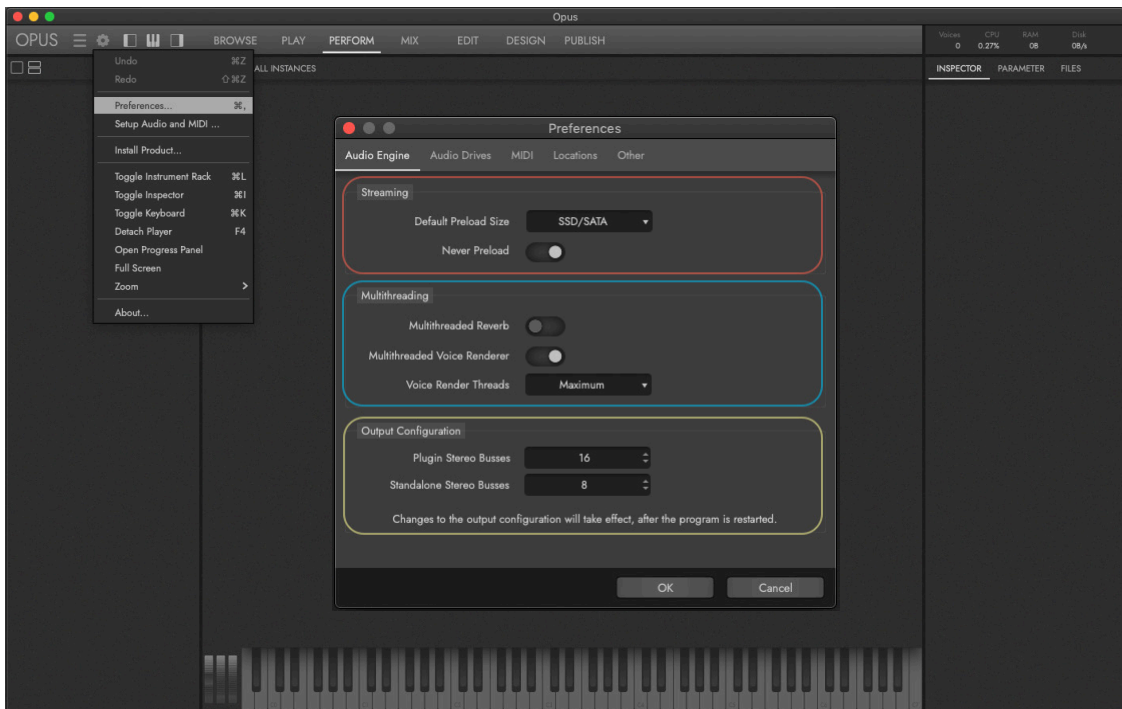 Opus
OPUS BROWSE PLAY PERFORM MIX EDIT DESIGN PUBLISH
Voices CPU RAM Disk
0 0.27% 0B 0B/s
ALL INSTANCES
INSPECTOR PARAMETER FILES
Undo ⌘Z
Redo ⇧⌘Z
Preferences... ⌘,
Setup Audio and MIDI ...
Install Product...
Toggle Instrument Rack ⌘L
Toggle Inspector ⌘I
Toggle Keyboard ⌘K
Detach Player F4
Open Progress Panel
Full Screen
Zoom
About...
Preferences
Audio Engine Audio Drives MIDI Locations Other
Streaming
Default Preload Size SSD/SATA
Never Preload
Multithreading
Multithreaded Reverb
Multithreaded Voice Renderer
Voice Render Threads Maximum
Output Configuration
Plugin Stereo Busses 16
Standalone Stereo Busses 8
Changes to the output configuration will take effect, after the program is restarted.
OK Cancel